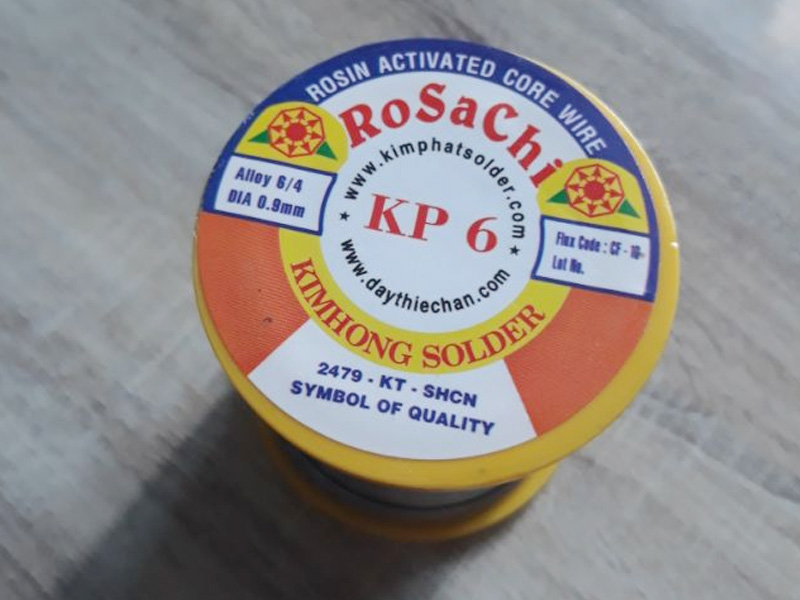 ROSIN ACTIVATED CORE WIRE
RoSaChi
www.kimphatsolder.com
Alloy 6/4
DIA 0.9mm
KP 6
Flux Code : CF - 10
Lot No.
www.daythiechan.com
KIMHONG SOLDER
2479 - KT - SHCN
SYMBOL OF QUALITY